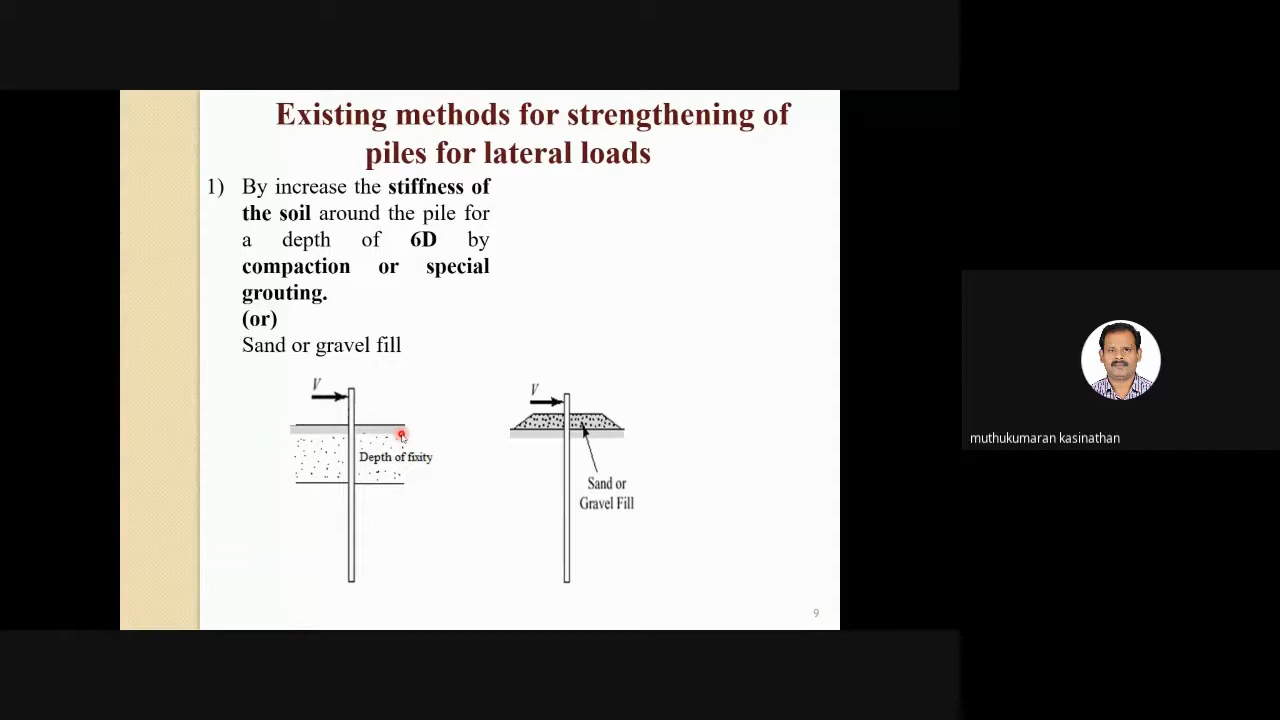 Existing methods for strengthening of
piles for lateral loads
1) By increase the stiffness of
the soil around the pile for
a depth of 6D by
compaction or special
grouting.
(or)
Sand or gravel fill
V
Depth of fixity
V
Sand or
Gravel Fill
9
muthukumaran kasinathan